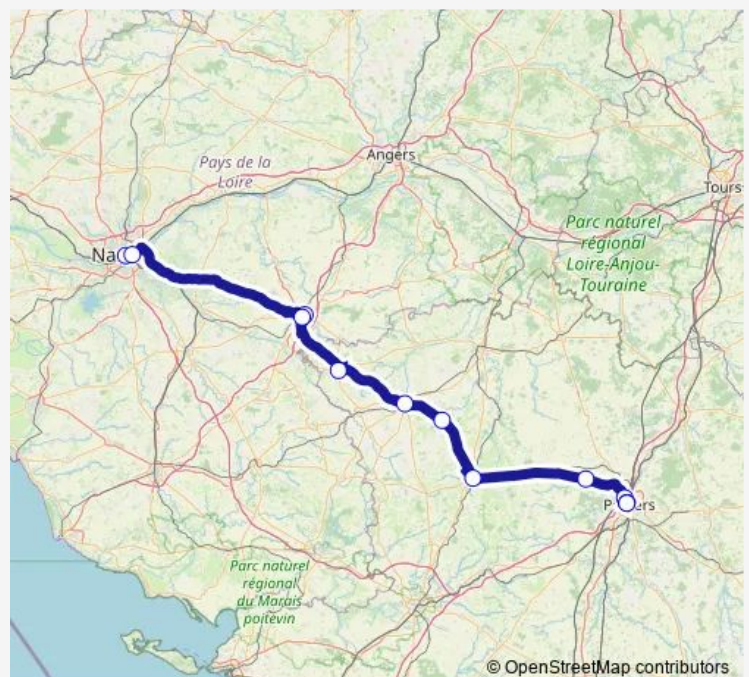 Pays de la
Loire
Angers
Tours
Parc naturel
régional
Loire-Anjou-
Touraine
Na
P ers
Parc naturel
régional
du Marais
poitevin
© OpenStreetMap contributors